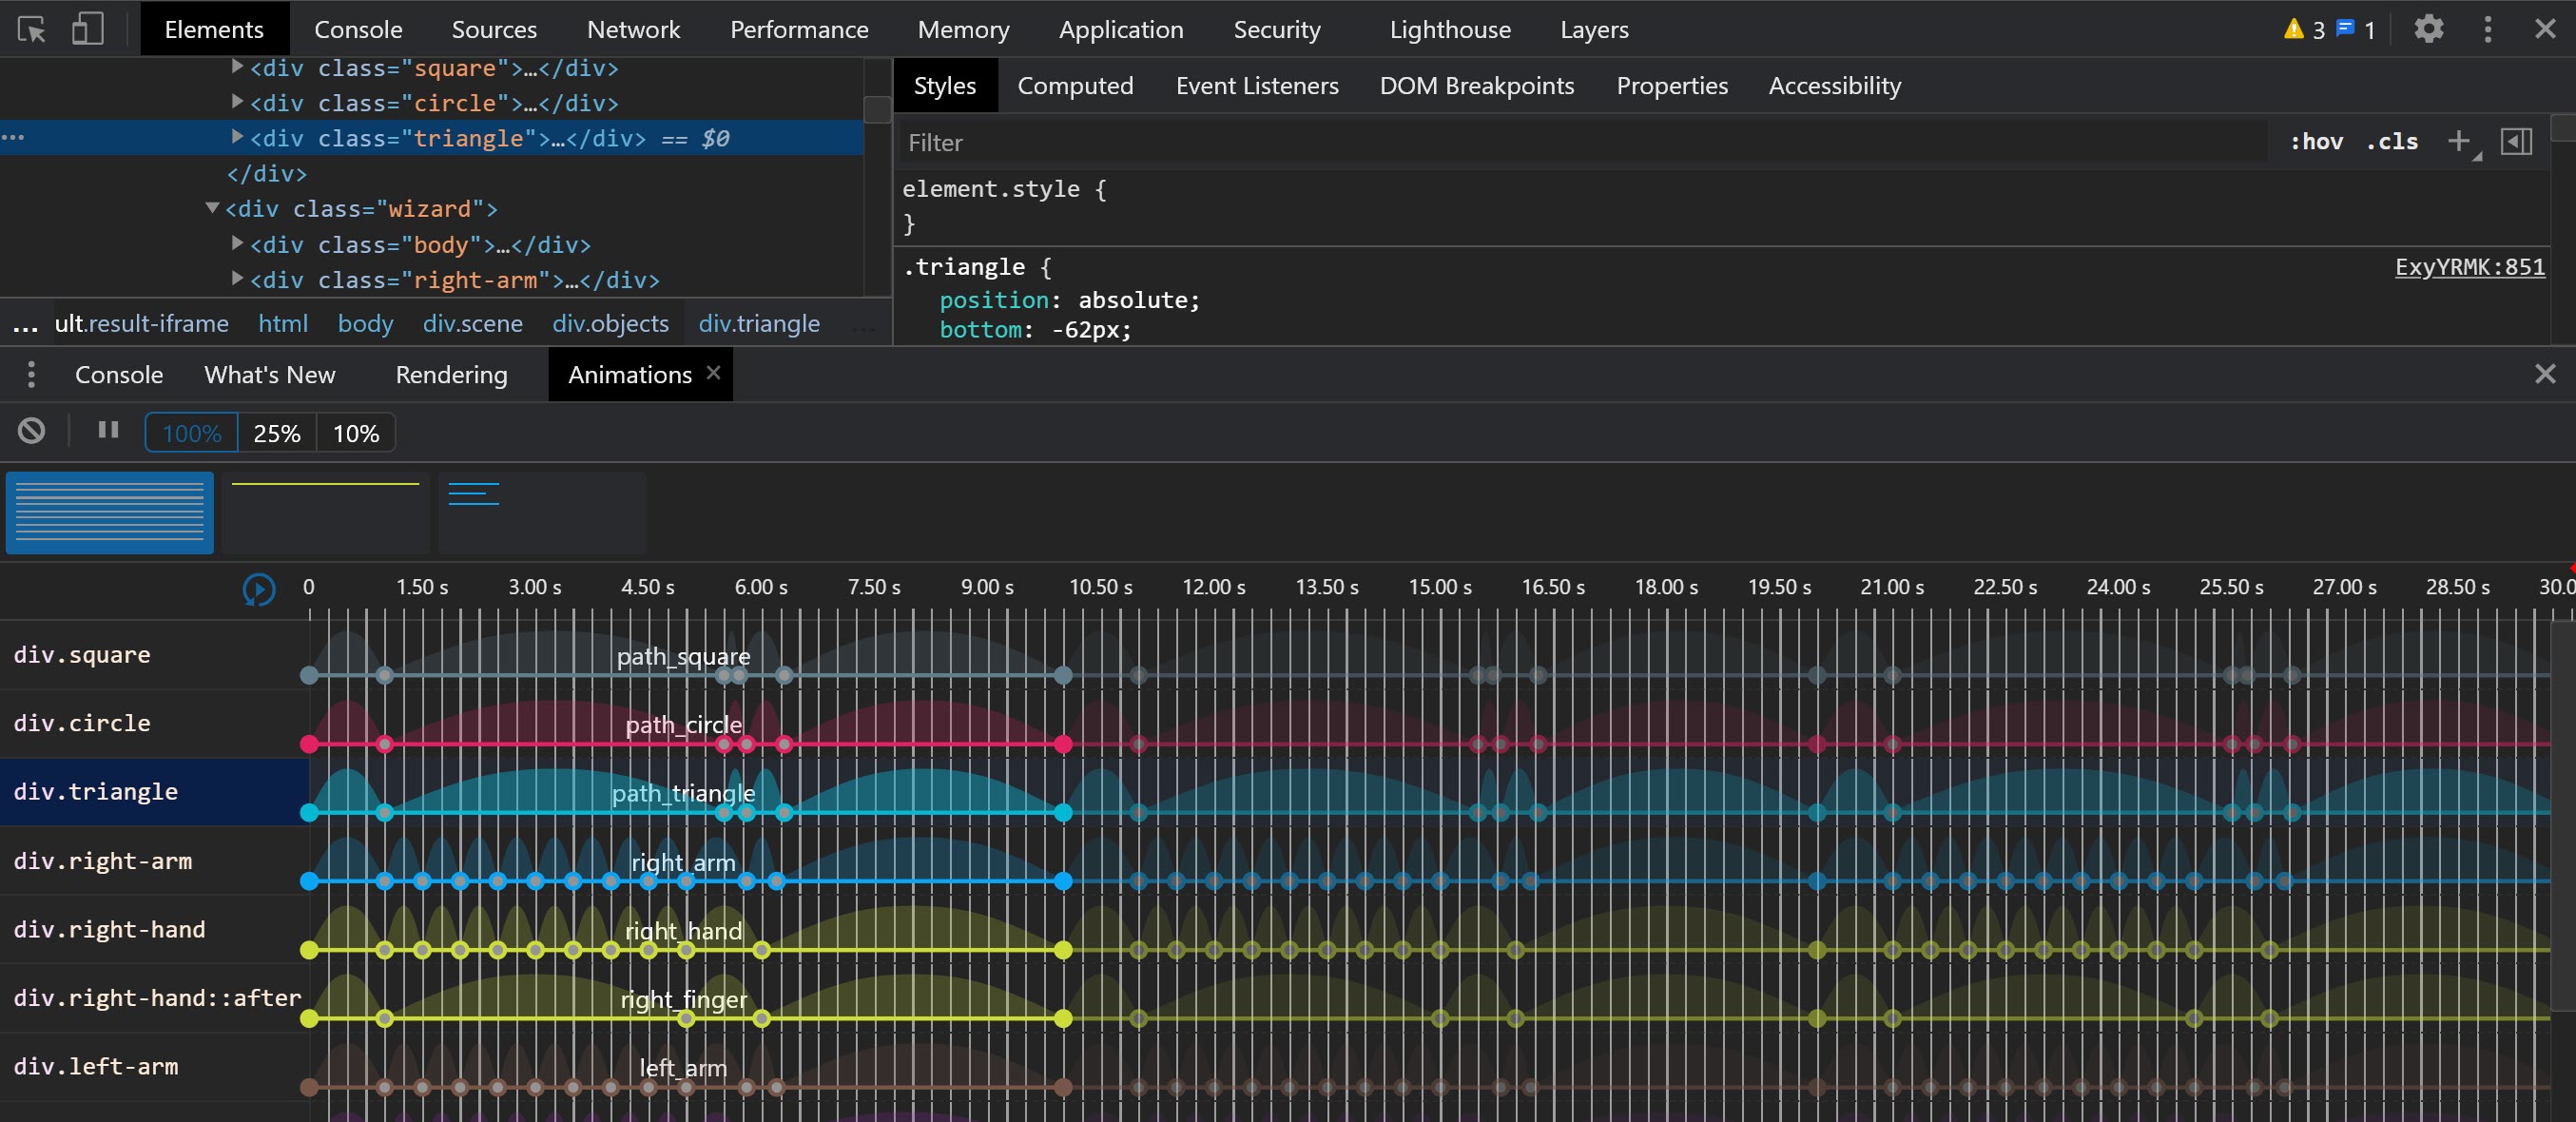 Elements Console Sources Network Performance Memory Application Security Lighthouse Layers 3 1
<div class="square">…</div>
<div class="circle">…</div>
<div class="triangle">…</div> == $0
</div>
<div class="wizard">
<div class="body">…</div>
<div class="right-arm">…</div>
... ult.result-iframe html body div.scene div.objects div.triangle ...
Styles Computed Event Listeners DOM Breakpoints Properties Accessibility
Filter :hov .cls
element.style {
}
.triangle { ExyYRMK:851
position: absolute;
bottom: -62px;
Console What's New Rendering Animations
100% 25% 10%
0 1.50 s 3.00 s 4.50 s 6.00 s 7.50 s 9.00 s 10.50 s 12.00 s 13.50 s 15.00 s 16.50 s 18.00 s 19.50 s 21.00 s 22.50 s 24.00 s 25.50 s 27.00 s 28.50 s 30.0
div.square path_square
div.circle path_circle
div.triangle path_triangle
div.right-arm right_arm
div.right-hand right_hand
div.right-hand::after right_finger
div.left-arm left_arm